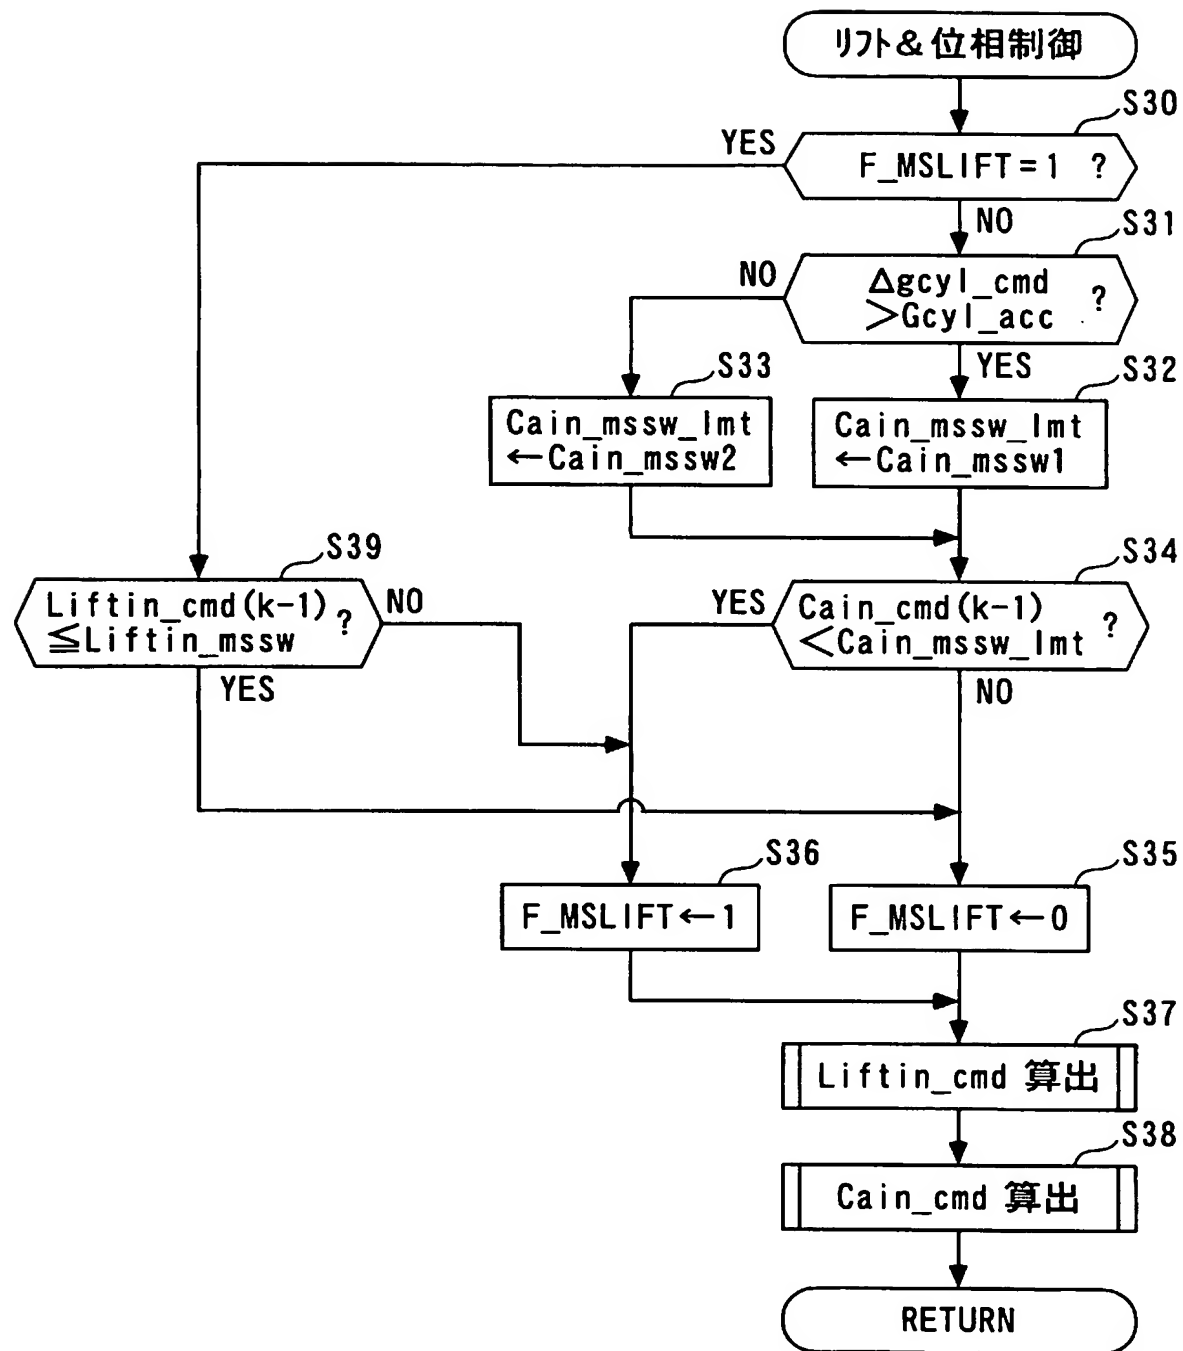 リフト&位相制御
S30
YES
F_MSLIFT=1 ?
NO
S31
NO
Δgcyl_cmd
>Gcyl_acc ?
YES
S33
S32
Cain_mssw_lmt
←Cain_mssw2
Cain_mssw_lmt
←Cain_mssw1
S39
S34
Liftin_cmd(k-1)
≦Liftin_mssw ?
NO
YES
YES
Cain_cmd(k-1)
<Cain_mssw_lmt ?
NO
S36
S35
F_MSLIFT←1
F_MSLIFT←0
S37
Liftin_cmd 算出
S38
Cain_cmd 算出
RETURN